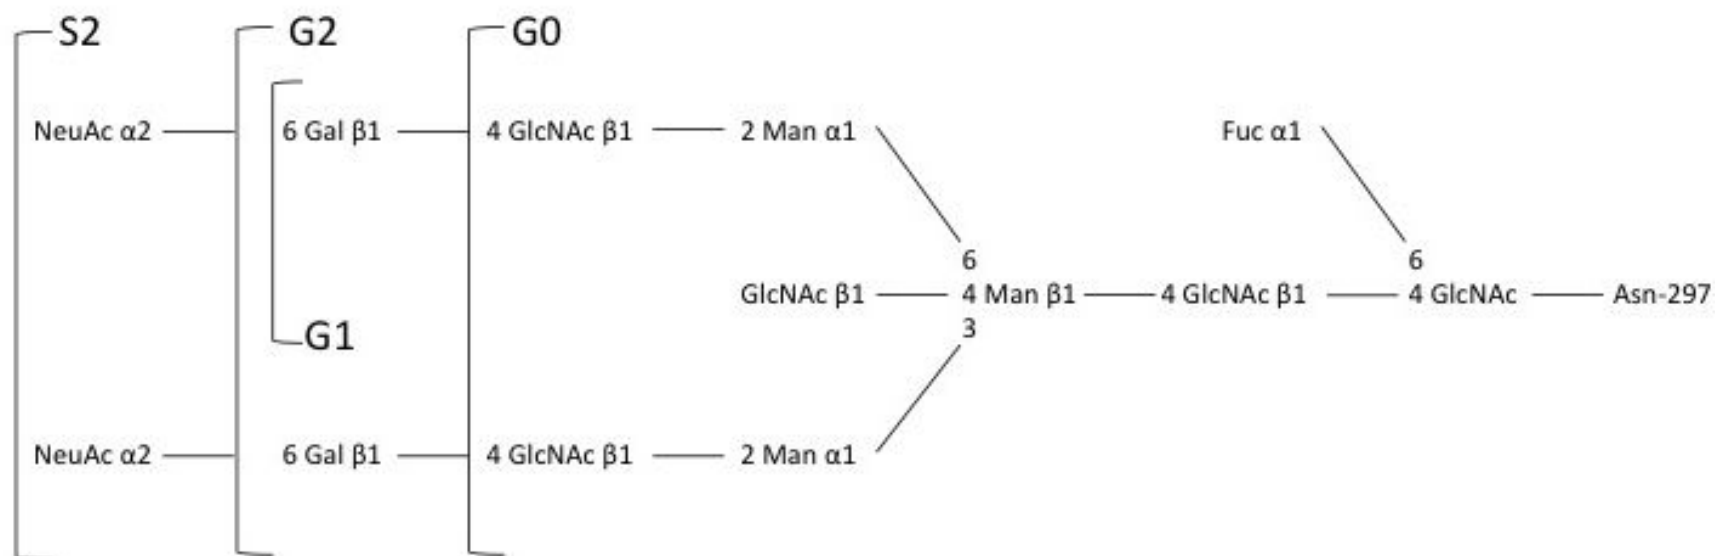 S2 G2 G0
NeuAc α2 6 Gal β1 4 GlcNAc β1 2 Man α1 Fuc α1
6 6
GlcNAc β1 4 Man β1 4 GlcNAc β1 4 GlcNAc Asn-297
G1 3
NeuAc α2 6 Gal β1 4 GlcNAc β1 2 Man α1